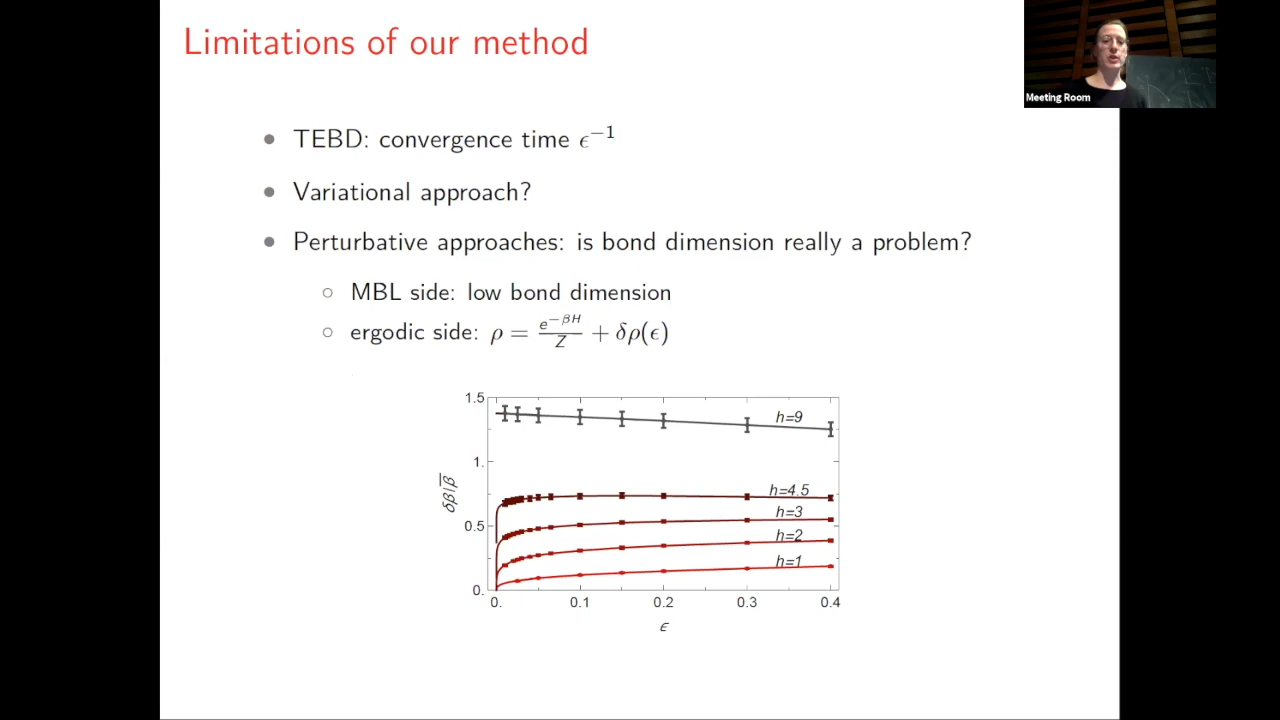 Limitations of our method
Meeting Room
• TEBD: convergence time ϵ⁻¹
• Variational approach?
• Perturbative approaches: is bond dimension really a problem?
○ MBL side: low bond dimension
○ ergodic side: ρ = e^{−βH}/Z + δρ(ϵ)
1.5
1.
0.5
0.
δβ/β̅
h=9
h=4.5
h=3
h=2
h=1
0. 0.1 0.2 0.3 0.4
ϵ